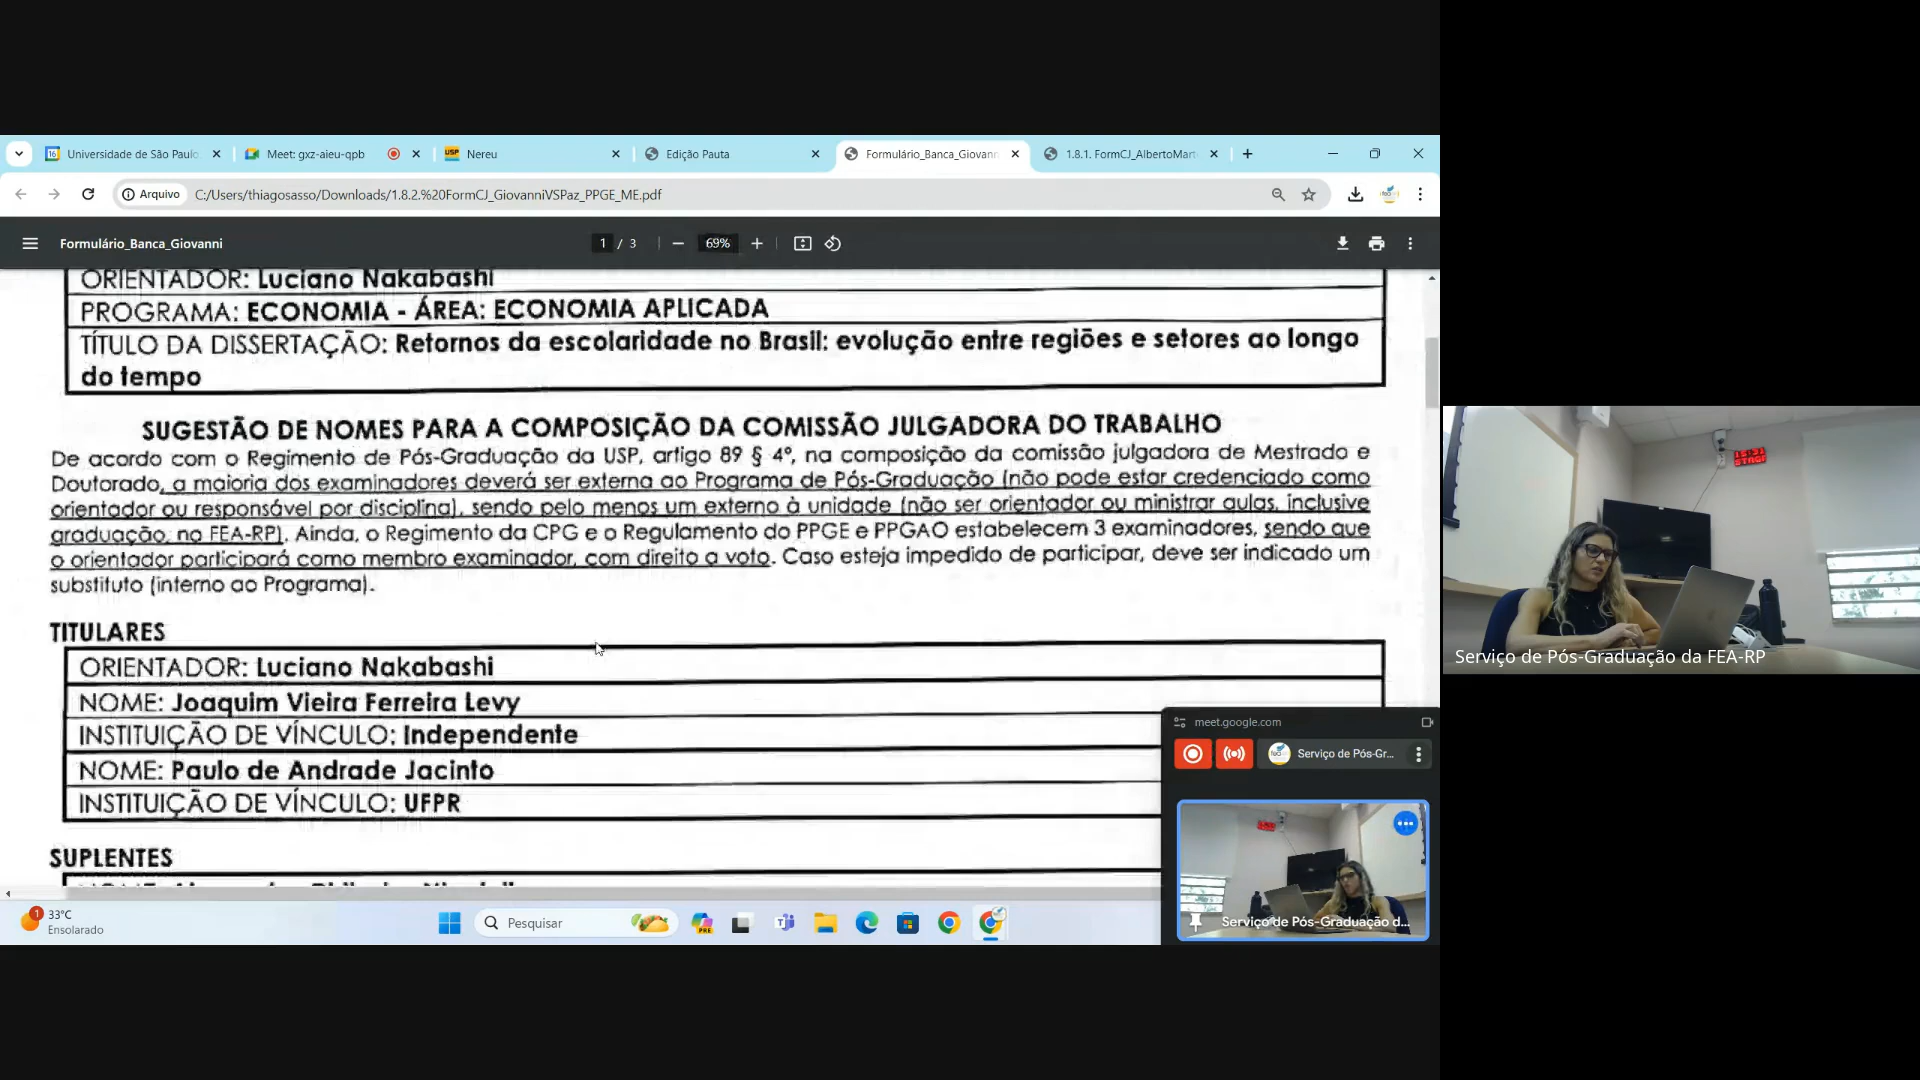 Universidade de São Paulo
Meet: gxz-aieu-qpb
Nereu
Edição Pauta
Formulário_Banca_Giovann
1.8.1. FormCJ_AlbertoMart
Arquivo
C:/Users/thiagosasso/Downloads/1.8.2.%20FormCJ_GiovanniVSPaz_PPGE_ME.pdf
Formulário_Banca_Giovanni
1 / 3
69%
ORIENTADOR: Luciano Nakabashi
PROGRAMA: ECONOMIA - ÁREA: ECONOMIA APLICADA
TÍTULO DA DISSERTAÇÃO: Retornos da escolaridade no Brasil: evolução entre regiões e setores ao longo
do tempo
SUGESTÃO DE NOMES PARA A COMPOSIÇÃO DA COMISSÃO JULGADORA DO TRABALHO
De acordo com o Regimento de Pós-Graduação da USP, artigo 89 § 4º, na composição da comissão julgadora de Mestrado e
Doutorado, a maioria dos examinadores deverá ser externa ao Programa de Pós-Graduação (não pode estar credenciado como
orientador ou responsável por disciplina), sendo pelo menos um externo à unidade (não ser orientador ou ministrar aulas, inclusive
graduação, na FEA-RP). Ainda, o Regimento da CPG e o Regulamento do PPGE e PPGAO estabelecem 3 examinadores, sendo que
o orientador participará como membro examinador, com direito a voto. Caso esteja impedido de participar, deve ser indicado um
substituto (interno ao Programa).
TITULARES
ORIENTADOR: Luciano Nakabashi
NOME: Joaquim Vieira Ferreira Levy
INSTITUIÇÃO DE VÍNCULO: Independente
NOME: Paulo de Andrade Jacinto
INSTITUIÇÃO DE VÍNCULO: UFPR
SUPLENTES
meet.google.com
Serviço de Pós-Gr...
Serviço de Pós-Graduação d...
33°C
Ensolarado
Pesquisar
Serviço de Pós-Graduação da FEA-RP